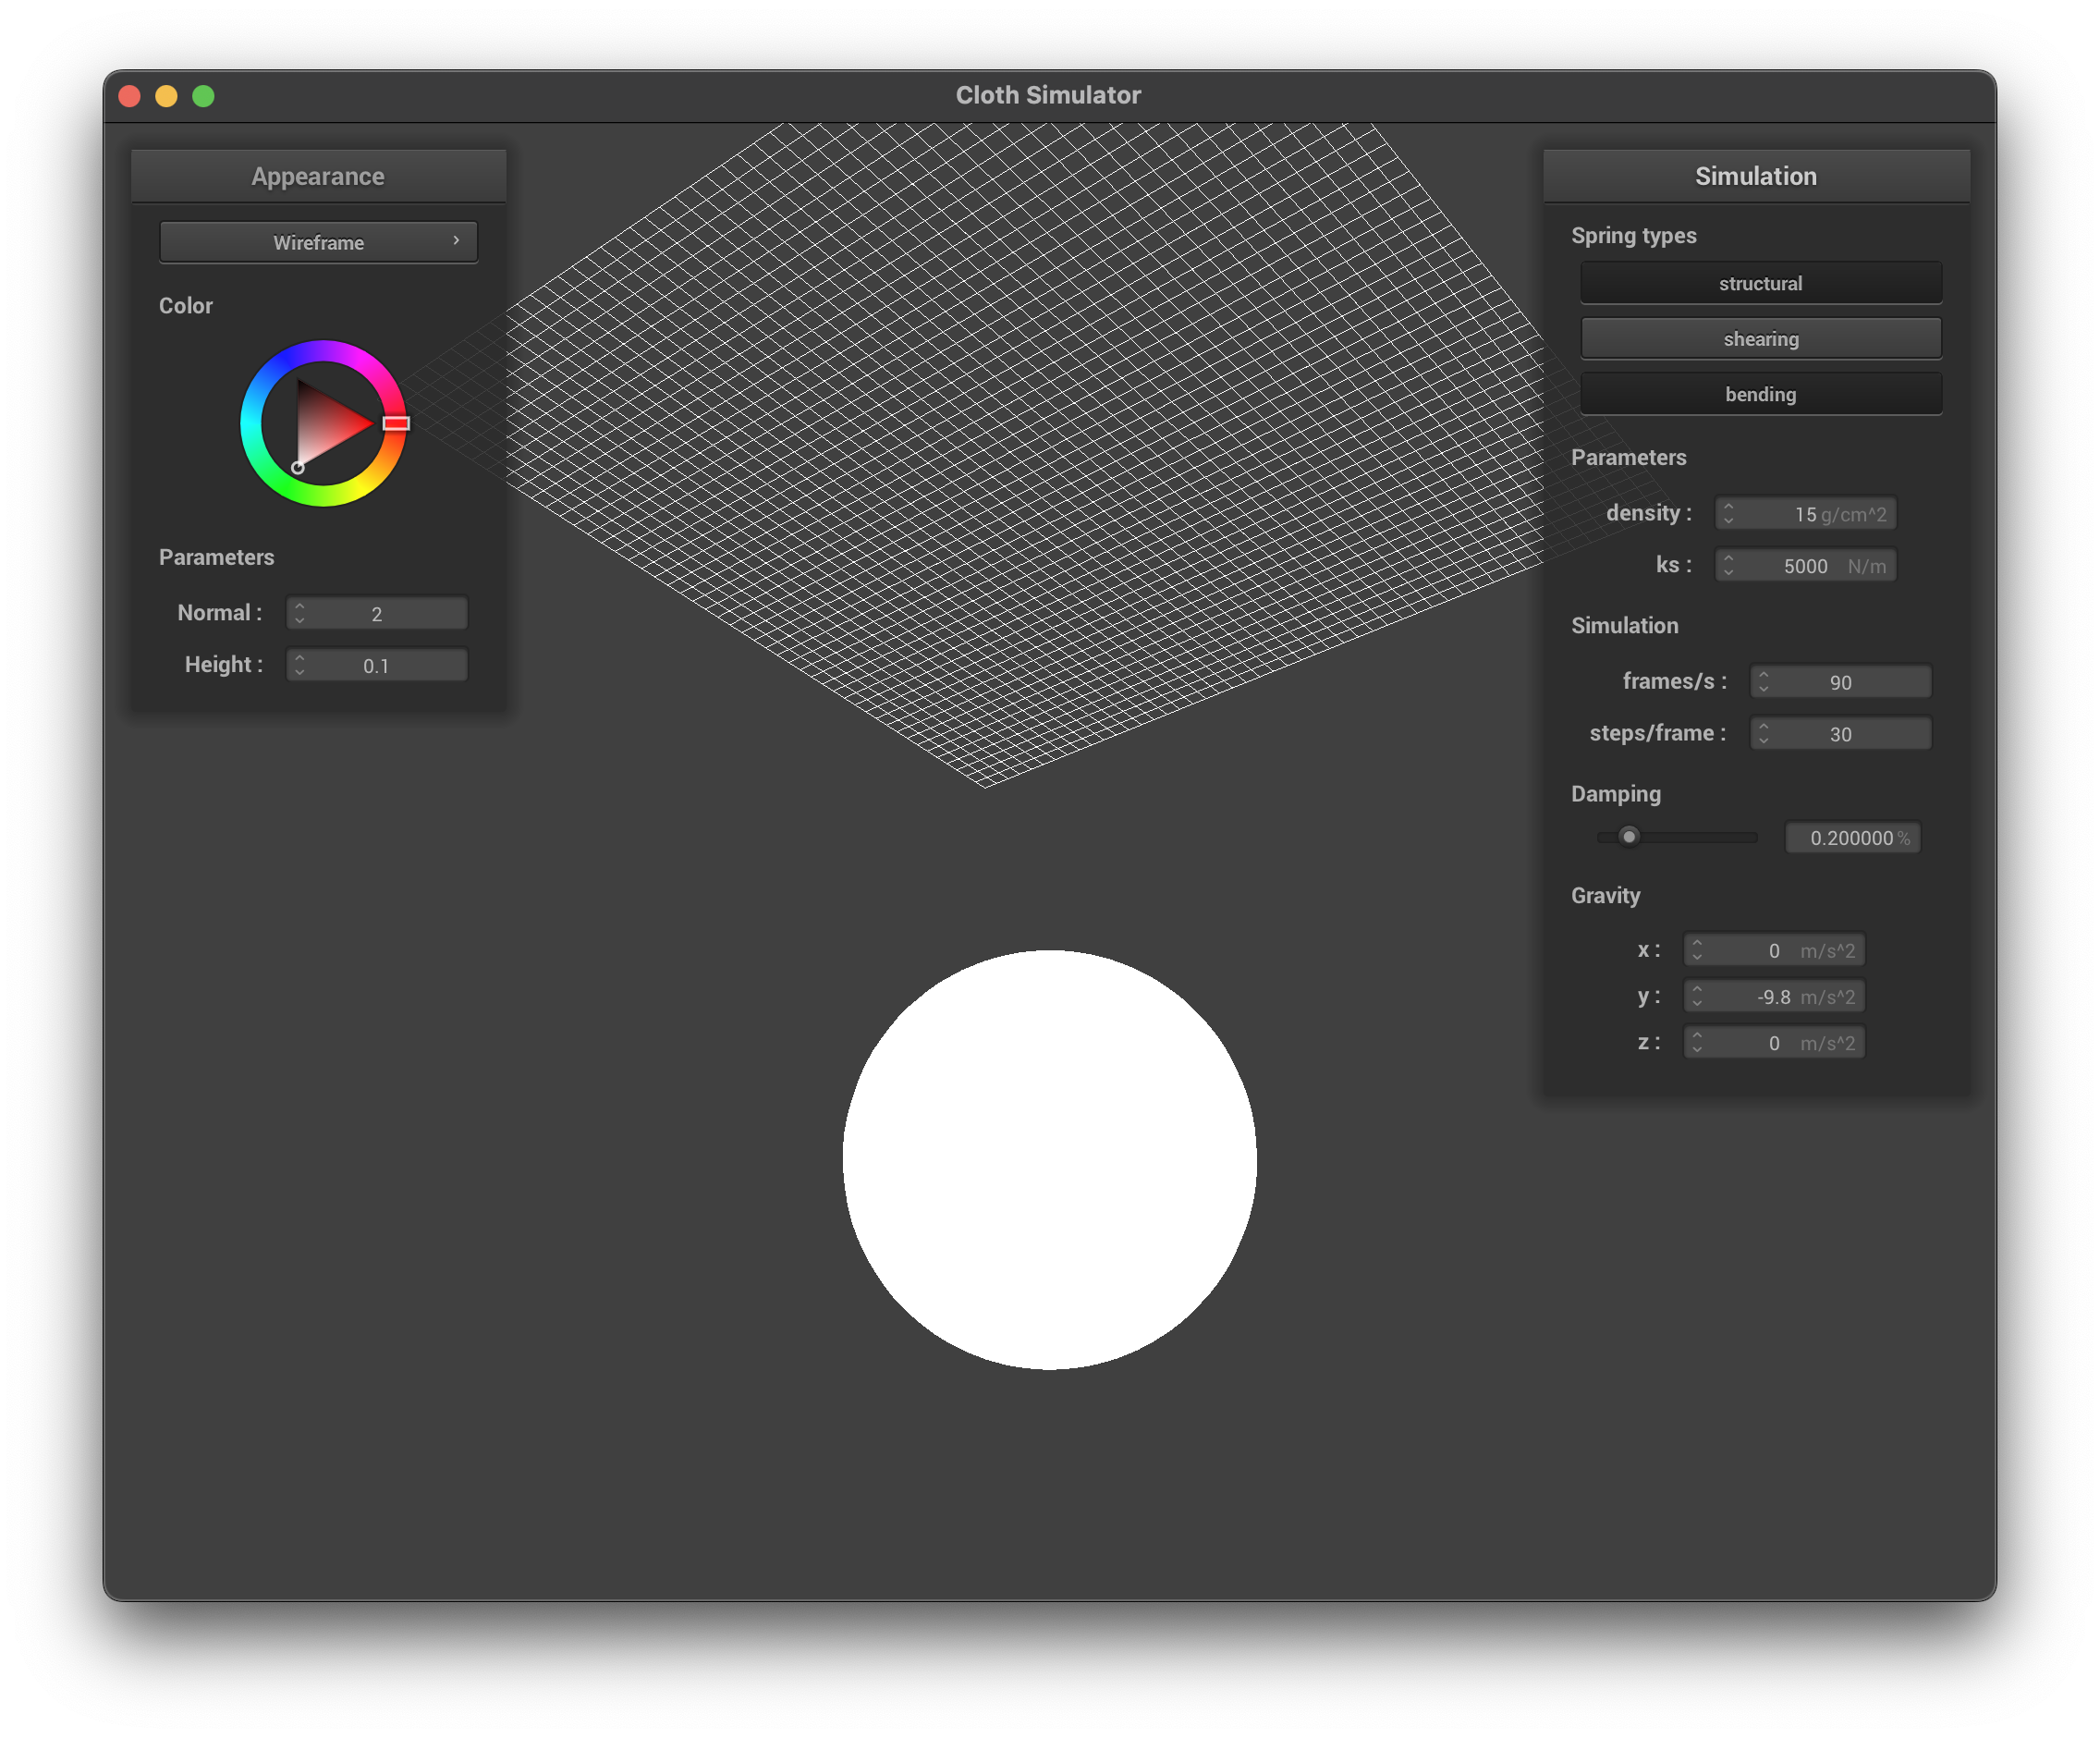 Cloth Simulator
Appearance
Wireframe
Color
Parameters
Normal : 2
Height : 0.1
Simulation
Spring types
structural
shearing
bending
Parameters
density : 15 g/cm^2
ks : 5000 N/m
Simulation
frames/s : 90
steps/frame : 30
Damping
0.200000 %
Gravity
x : 0 m/s^2
y : -9.8 m/s^2
z : 0 m/s^2